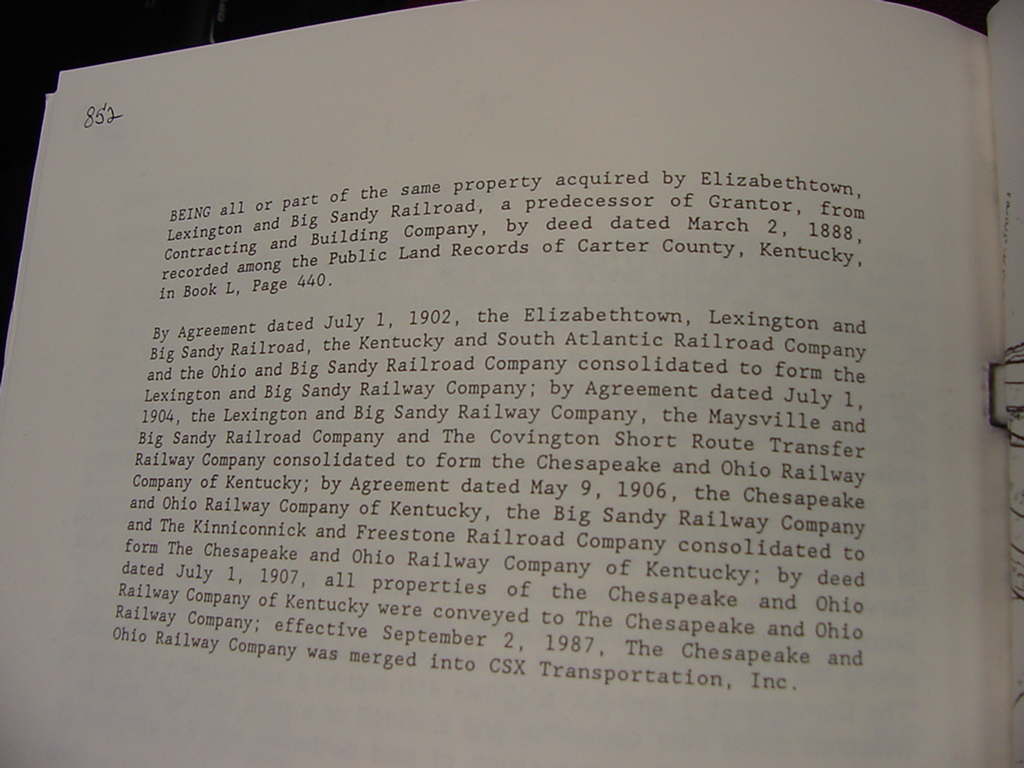 852
BEING all or part of the same property acquired by Elizabethtown,
Lexington and Big Sandy Railroad, a predecessor of Grantor, from
Contracting and Building Company, by deed dated March 2, 1888,
recorded among the Public Land Records of Carter County, Kentucky,
in Book L, Page 440.
By Agreement dated July 1, 1902, the Elizabethtown, Lexington and
Big Sandy Railroad, the Kentucky and South Atlantic Railroad Company
and the Ohio and Big Sandy Railroad Company consolidated to form the
Lexington and Big Sandy Railway Company; by Agreement dated July 1,
1904, the Lexington and Big Sandy Railway Company, the Maysville and
Big Sandy Railroad Company and The Covington Short Route Transfer
Railway Company consolidated to form the Chesapeake and Ohio Railway
Company of Kentucky; by Agreement dated May 9, 1906, the Chesapeake
and Ohio Railway Company of Kentucky, the Big Sandy Railway Company
and The Kinniconnick and Freestone Railroad Company consolidated to
form The Chesapeake and Ohio Railway Company of Kentucky; by deed
dated July 1, 1907, all properties of the Chesapeake and Ohio
Railway Company of Kentucky were conveyed to The Chesapeake and Ohio
Railway Company; effective September 2, 1987, The Chesapeake and
Ohio Railway Company was merged into CSX Transportation, Inc.